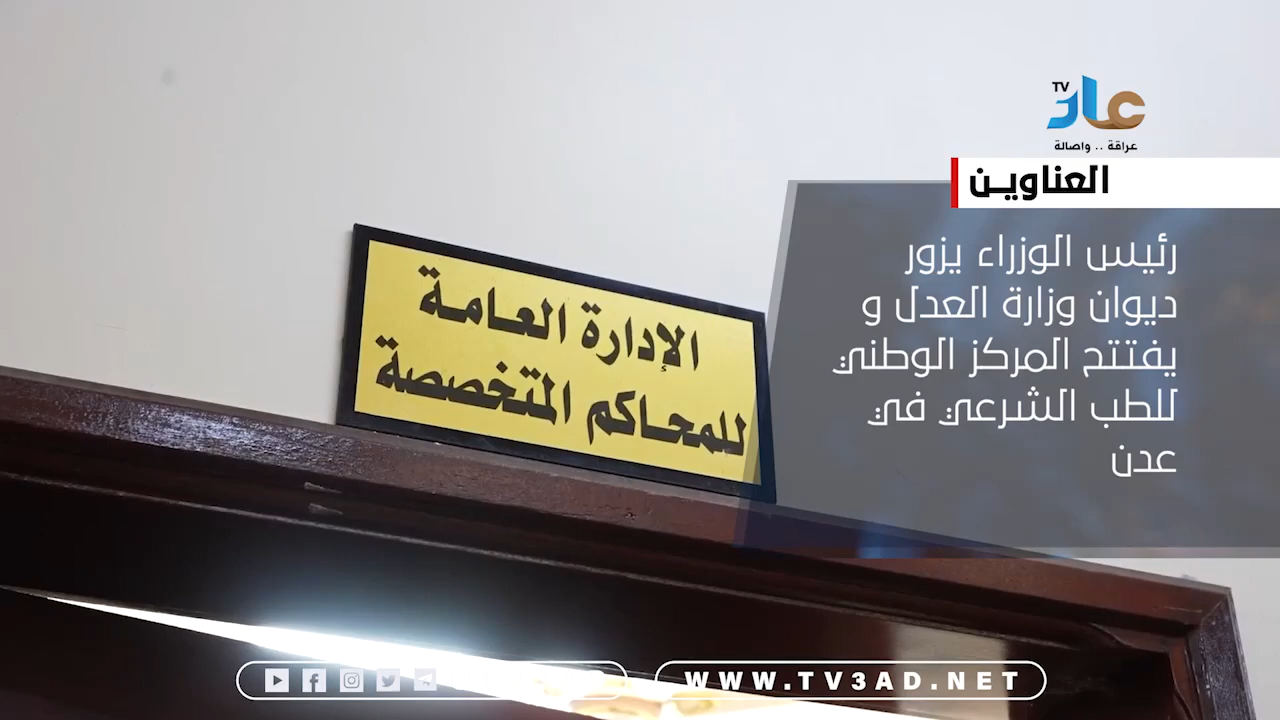 TV
عاد
عراقة .. واصالة
العناوين
رئيس الوزراء يزور
ديوان وزارة العدل و
يفتتح المركز الوطني
للطب الشرعي في
عدن
الإدارة العامة
للمحاكم المتخصصة
WWW.TV3AD.NET